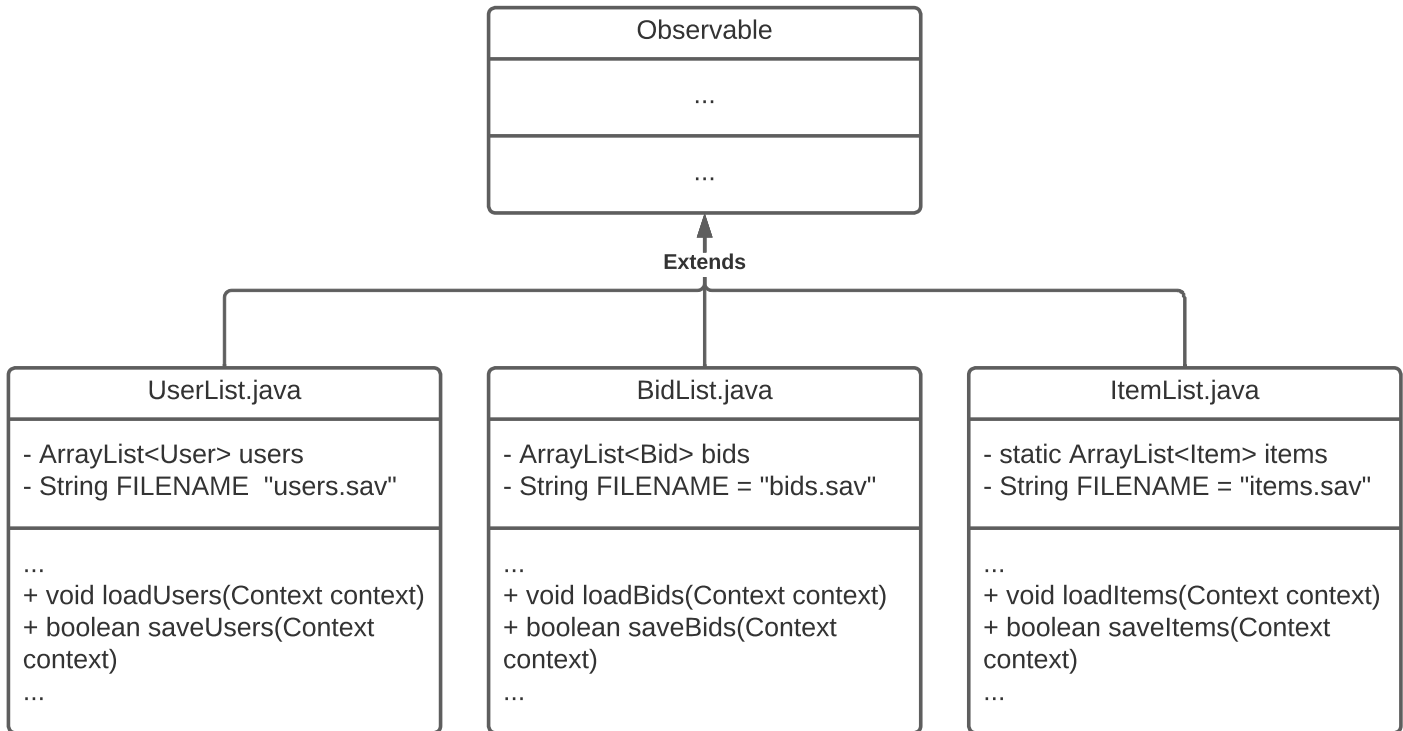 Observable
...
...
Extends
UserList.java
- ArrayList<User> users
- String FILENAME  "users.sav"
...
+ void loadUsers(Context context)
+ boolean saveUsers(Context
context)
...
BidList.java
- ArrayList<Bid> bids
- String FILENAME = "bids.sav"
...
+ void loadBids(Context context)
+ boolean saveBids(Context
context)
...
ItemList.java
- static ArrayList<Item> items
- String FILENAME = "items.sav"
...
+ void loadItems(Context context)
+ boolean saveItems(Context
context)
...